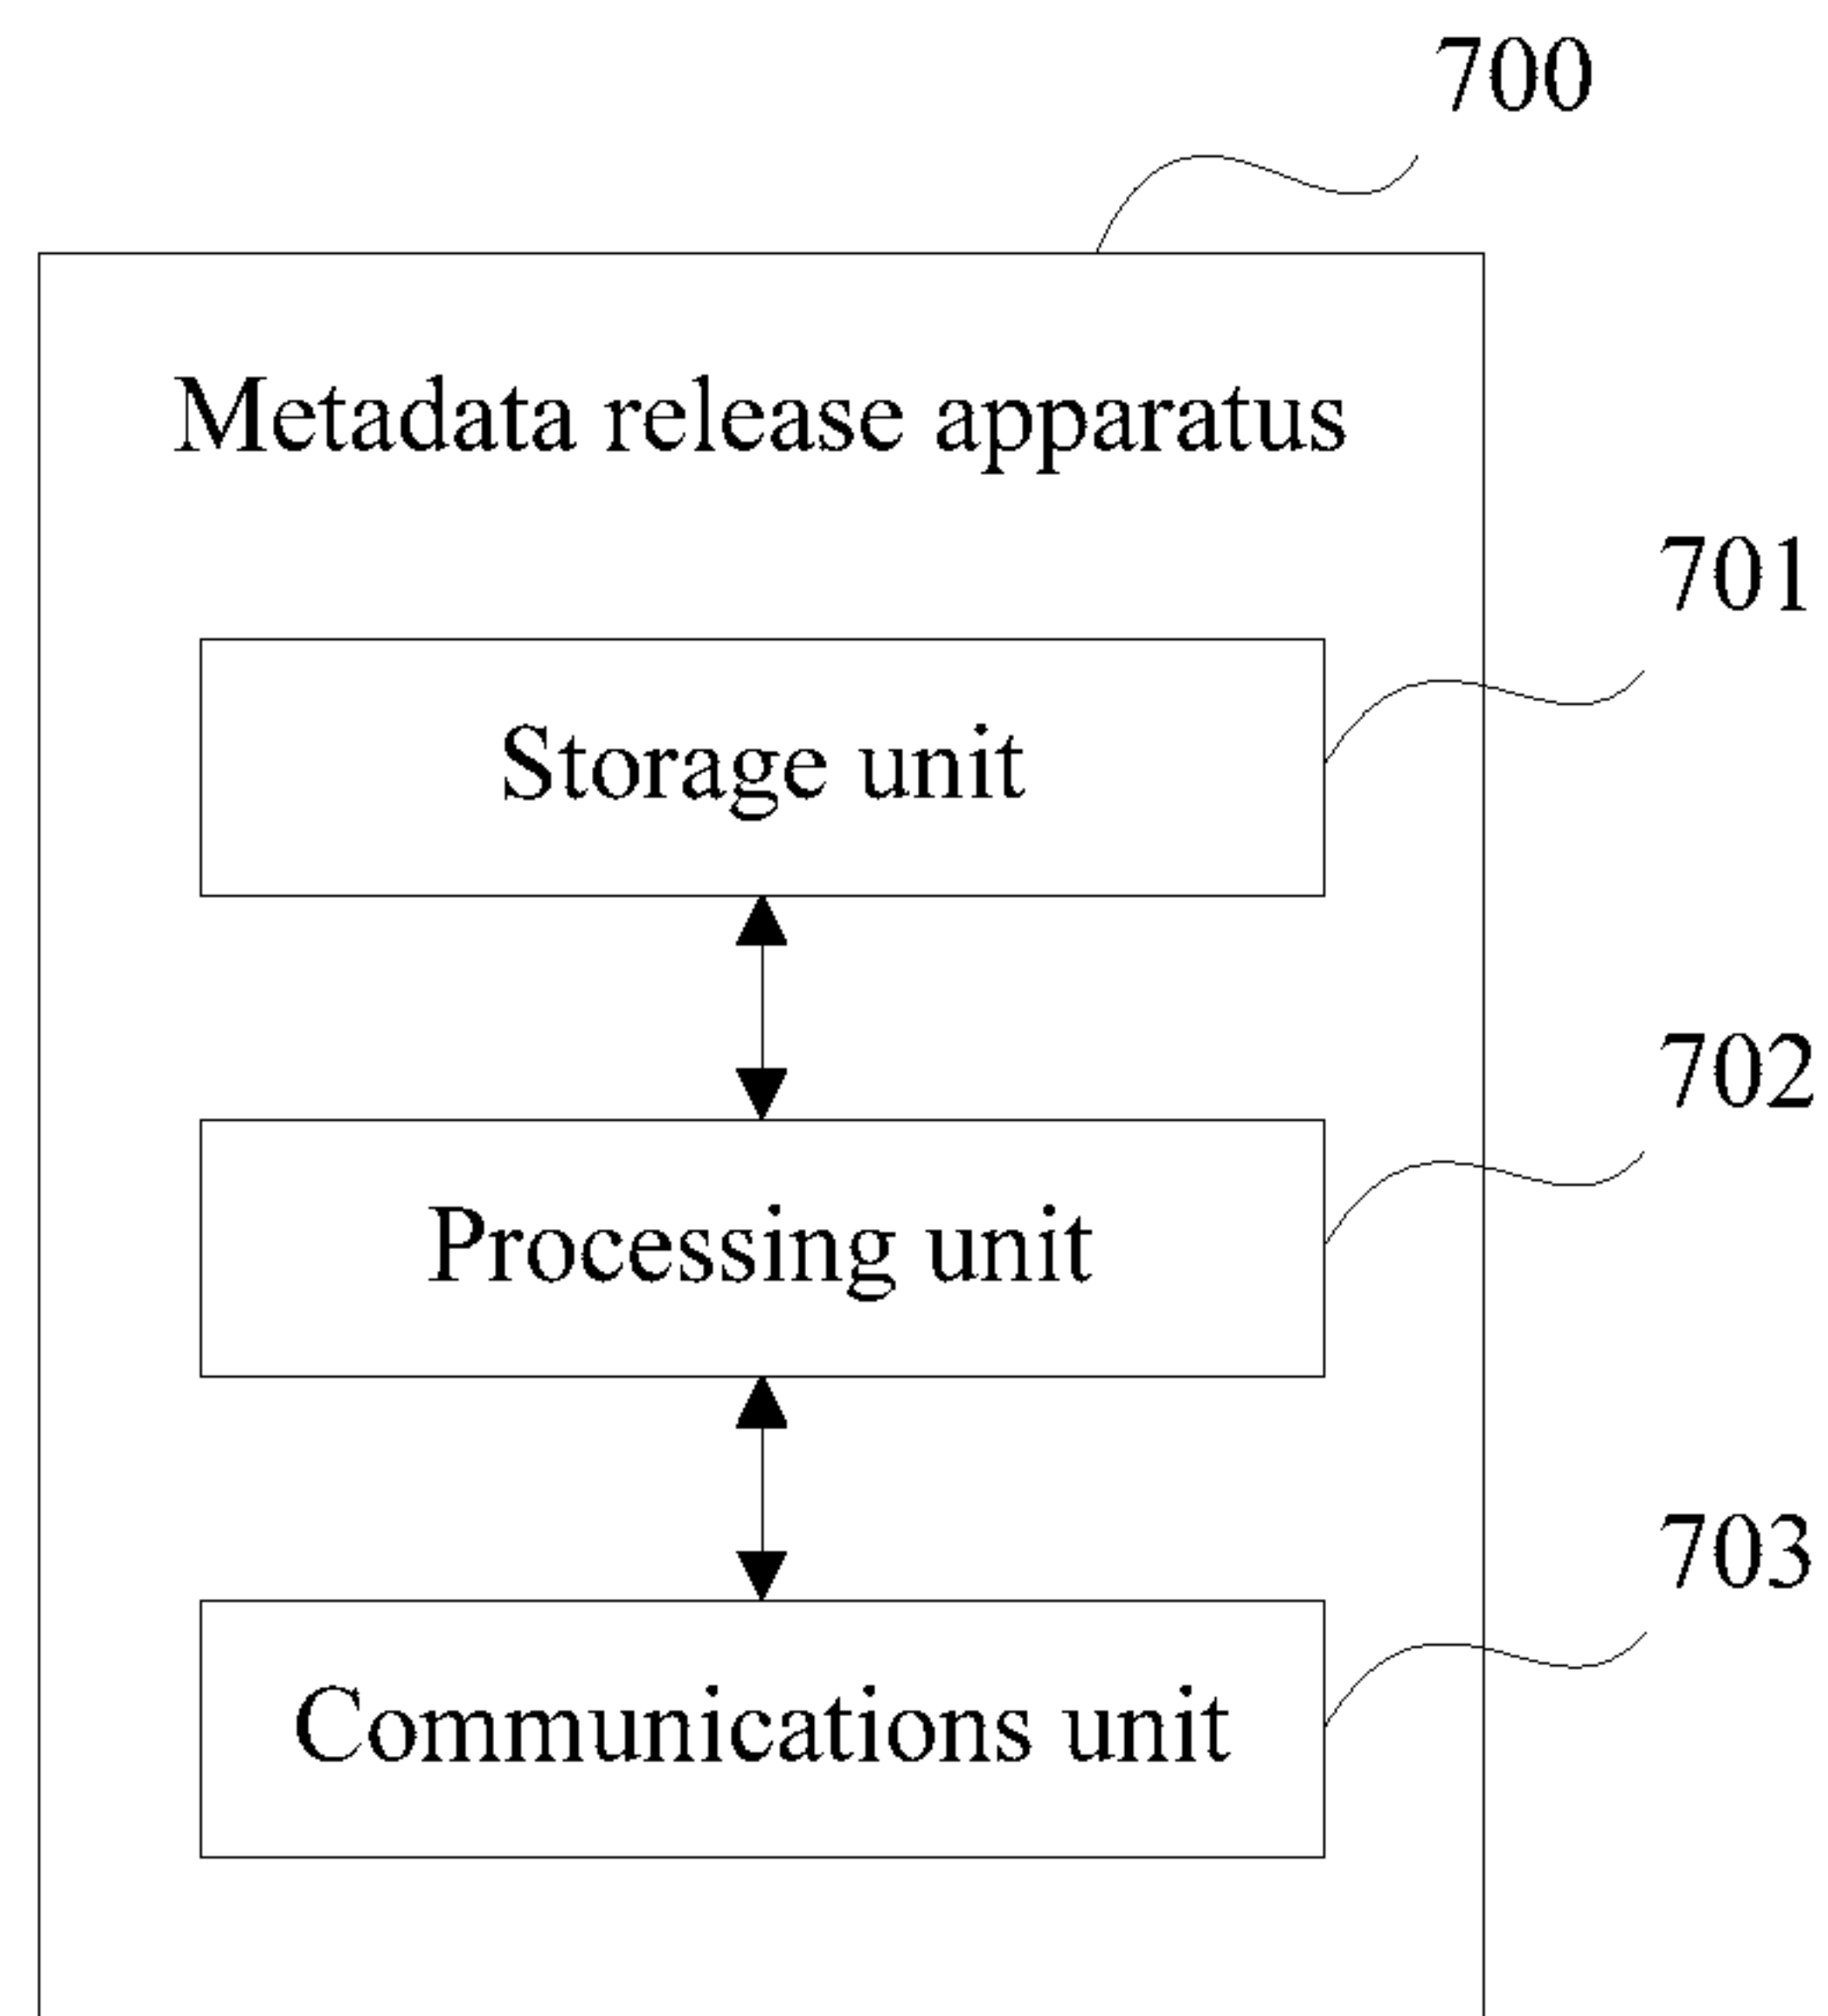 700
Metadata release apparatus
701
Storage unit
702
Processing unit
703
Communications unit